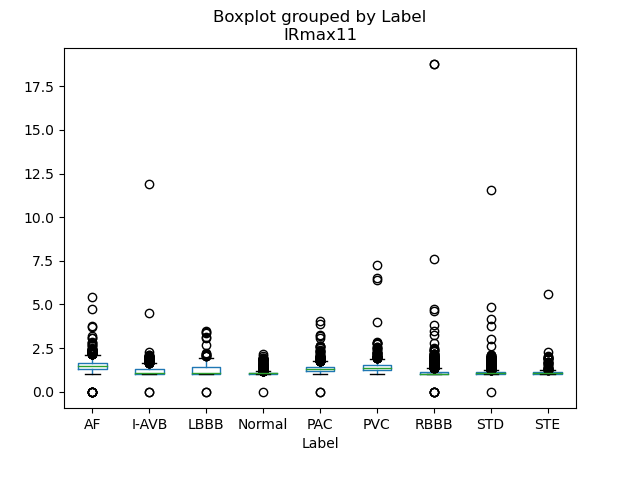 Boxplot grouped by Label
IRmax11
17.5
15.0
12.5
10.0
7.5
5.0
2.5
0.0
AF I-AVB LBBB Normal PAC PVC RBBB STD STE
Label